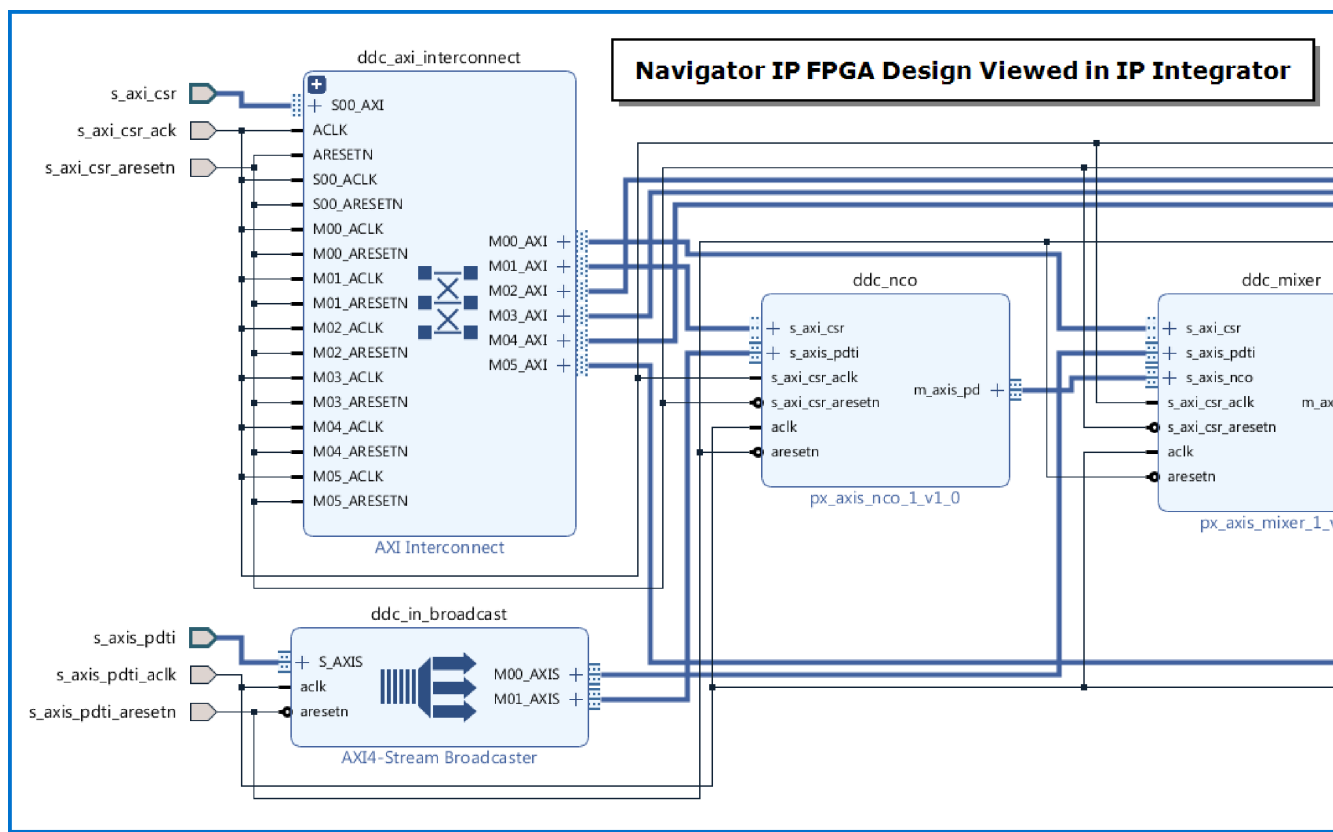 Navigator IP FPGA Design Viewed in IP Integrator
ddc_axi_interconnect
s_axi_csr
s_axi_csr_ack
s_axi_csr_aresetn
S00_AXI
ACLK
ARESETN
S00_ACLK
S00_ARESETN
M00_ACLK
M00_ARESETN
M01_ACLK
M01_ARESETN
M02_ACLK
M02_ARESETN
M03_ACLK
M03_ARESETN
M04_ACLK
M04_ARESETN
M05_ACLK
M05_ARESETN
M00_AXI
M01_AXI
M02_AXI
M03_AXI
M04_AXI
M05_AXI
AXI Interconnect
ddc_nco
s_axi_csr
s_axis_pdti
s_axi_csr_aclk
s_axi_csr_aresetn
aclk
aresetn
m_axis_pd
px_axis_nco_1_v1_0
ddc_mixer
s_axi_csr
s_axis_pdti
s_axis_nco
s_axi_csr_aclk
s_axi_csr_aresetn
aclk
aresetn
m_ax
px_axis_mixer_1_v
ddc_in_broadcast
s_axis_pdti
s_axis_pdti_aclk
s_axis_pdti_aresetn
S_AXIS
aclk
aresetn
M00_AXIS
M01_AXIS
AXI4-Stream Broadcaster